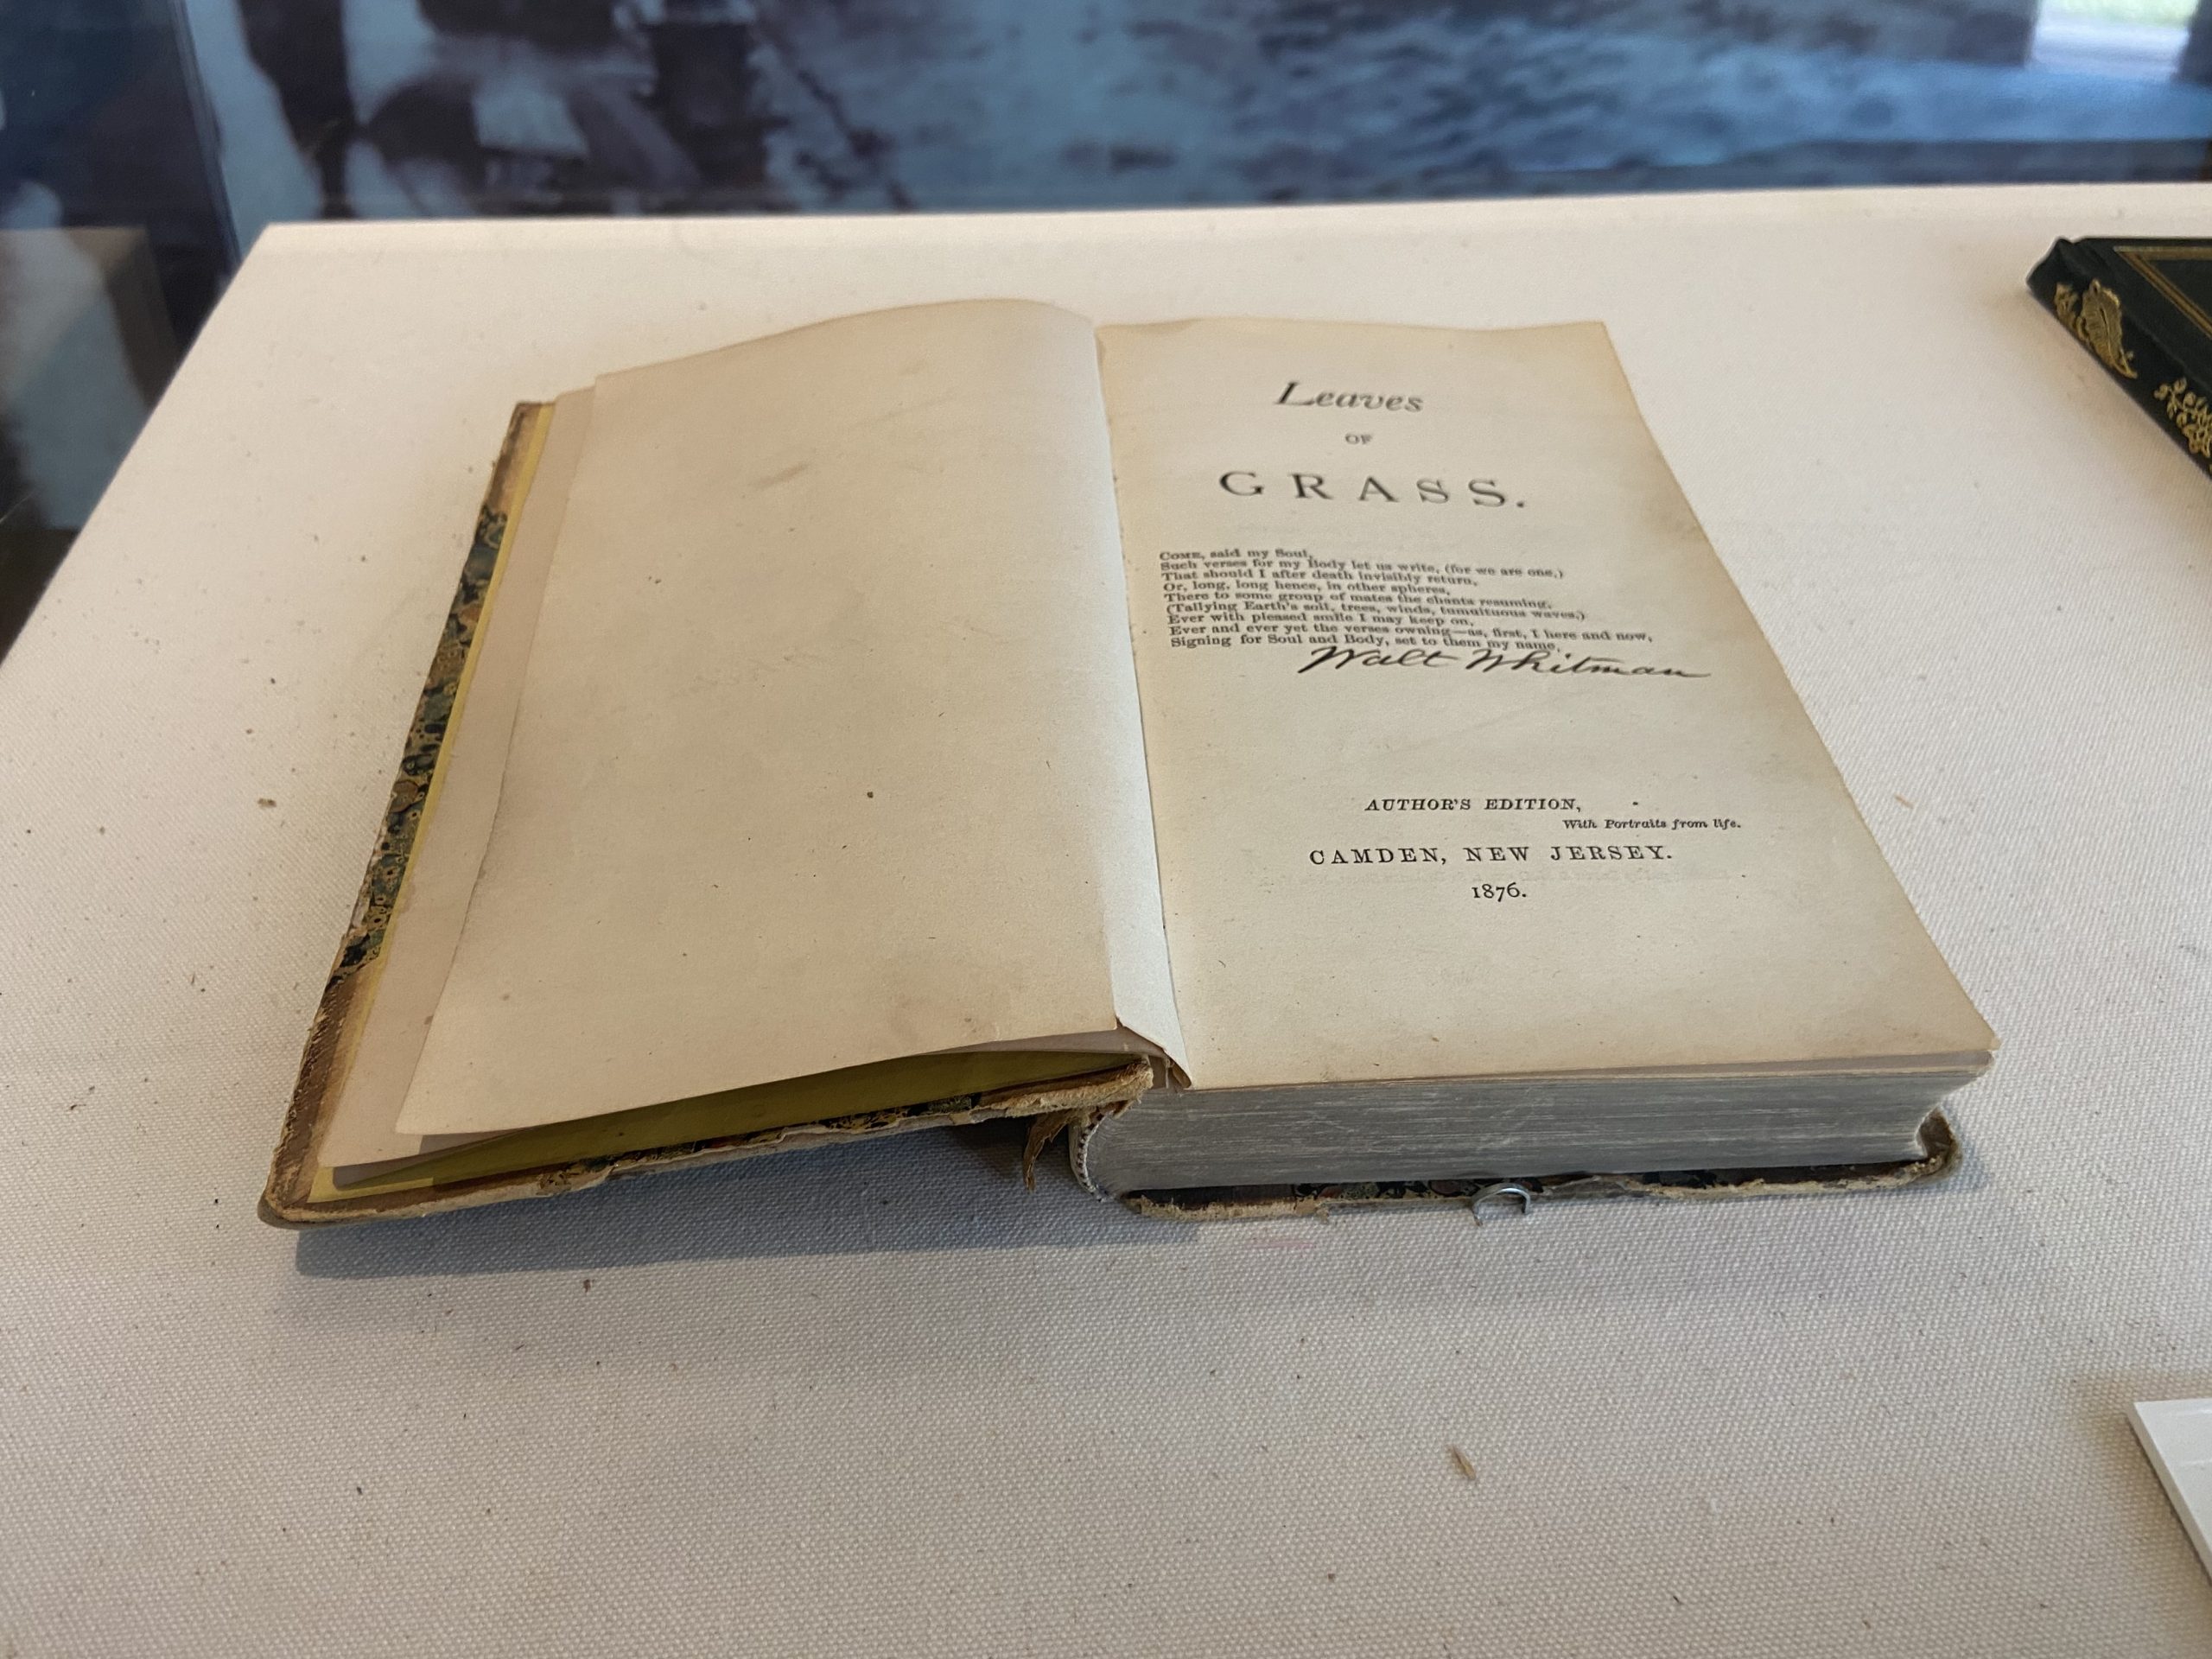 Leaves
OF
GRASS.
COME, said my Soul,
Such verses for my Body let us write, (for we are one,)
That should I after death invisibly return,
Or, long, long hence, in other spheres,
There to some group of mates the chants resuming,
(Tallying Earth's soil, trees, winds, tumultuous waves,)
Ever with pleased smile I may keep on,
Ever and ever yet the verses owning—as, first, I here and now,
Signing for Soul and Body, set to them my name,
Walt Whitman
AUTHOR'S EDITION,
With Portraits from life.
CAMDEN, NEW JERSEY.
1876.